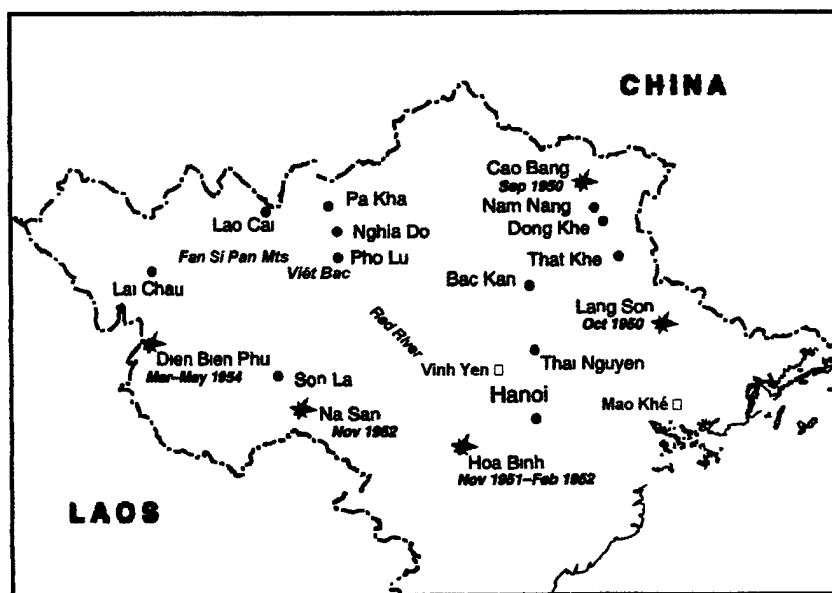 CHINA
Cao Bang
Sep 1950
Pa Kha
Nam Nang
Lao Cai
Dong Khe
Nghia Do
Fan Si Pan Mts
Pho Lu
That Khe
Viét Bac
Bac Kan
Lai Chau
Lang Son
Oct 1950
Red River
Dien Bien Phu
Mar–May 1954
Vinh Yen
Thai Nguyen
Son La
Hanoi
Mao Khé
Na San
Nov 1952
Hoa Binh
Nov 1951–Feb 1952
LAOS